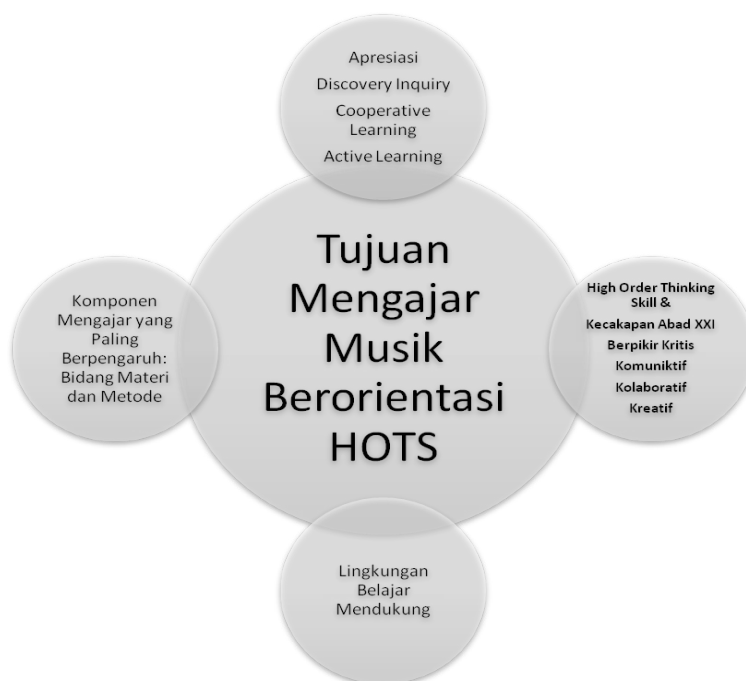 Apresiasi
Discovery Inquiry
Cooperative
Learning
Active Learning
Tujuan
Mengajar
Musik
Berorientasi
HOTS
Komponen
Mengajar yang
Paling
Berpengaruh:
Bidang Materi
dan Metode
High Order Thinking
Skill &
Kecakapan Abad XXI
Berpikir Kritis
Komuniktif
Kolaboratif
Kreatif
Lingkungan
Belajar
Mendukung